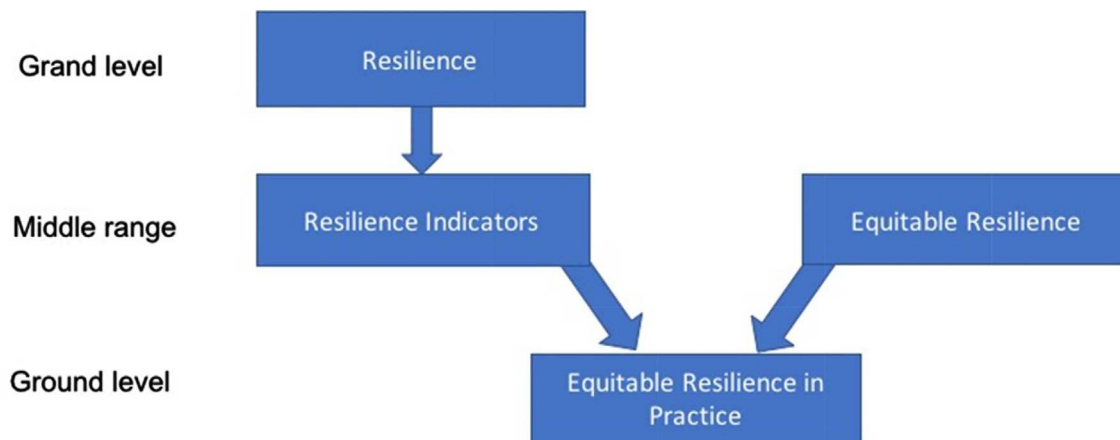 Grand level
Resilience
Middle range
Resilience Indicators
Equitable Resilience
Ground level
Equitable Resilience in
Practice